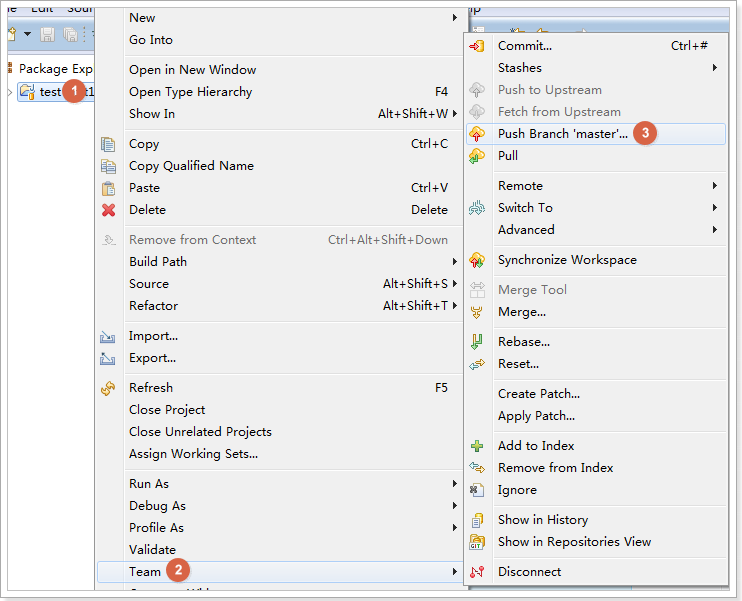 Edit
Package Exp
test
1
New
Go Into
Open in New Window
Open Type Hierarchy F4
Show In Alt+Shift+W
Copy Ctrl+C
Copy Qualified Name
Paste Ctrl+V
Delete Delete
Remove from Context Ctrl+Alt+Shift+Down
Build Path
Source Alt+Shift+S
Refactor Alt+Shift+T
Import...
Export...
Refresh F5
Close Project
Close Unrelated Projects
Assign Working Sets...
Run As
Debug As
Profile As
Validate
Team 2
Commit... Ctrl+#
Stashes
Push to Upstream
Fetch from Upstream
Push Branch 'master'... 3
Pull
Remote
Switch To
Advanced
Synchronize Workspace
Merge Tool
Merge...
Rebase...
Reset...
Create Patch...
Apply Patch...
Add to Index
Remove from Index
Ignore
Show in History
Show in Repositories View
Disconnect